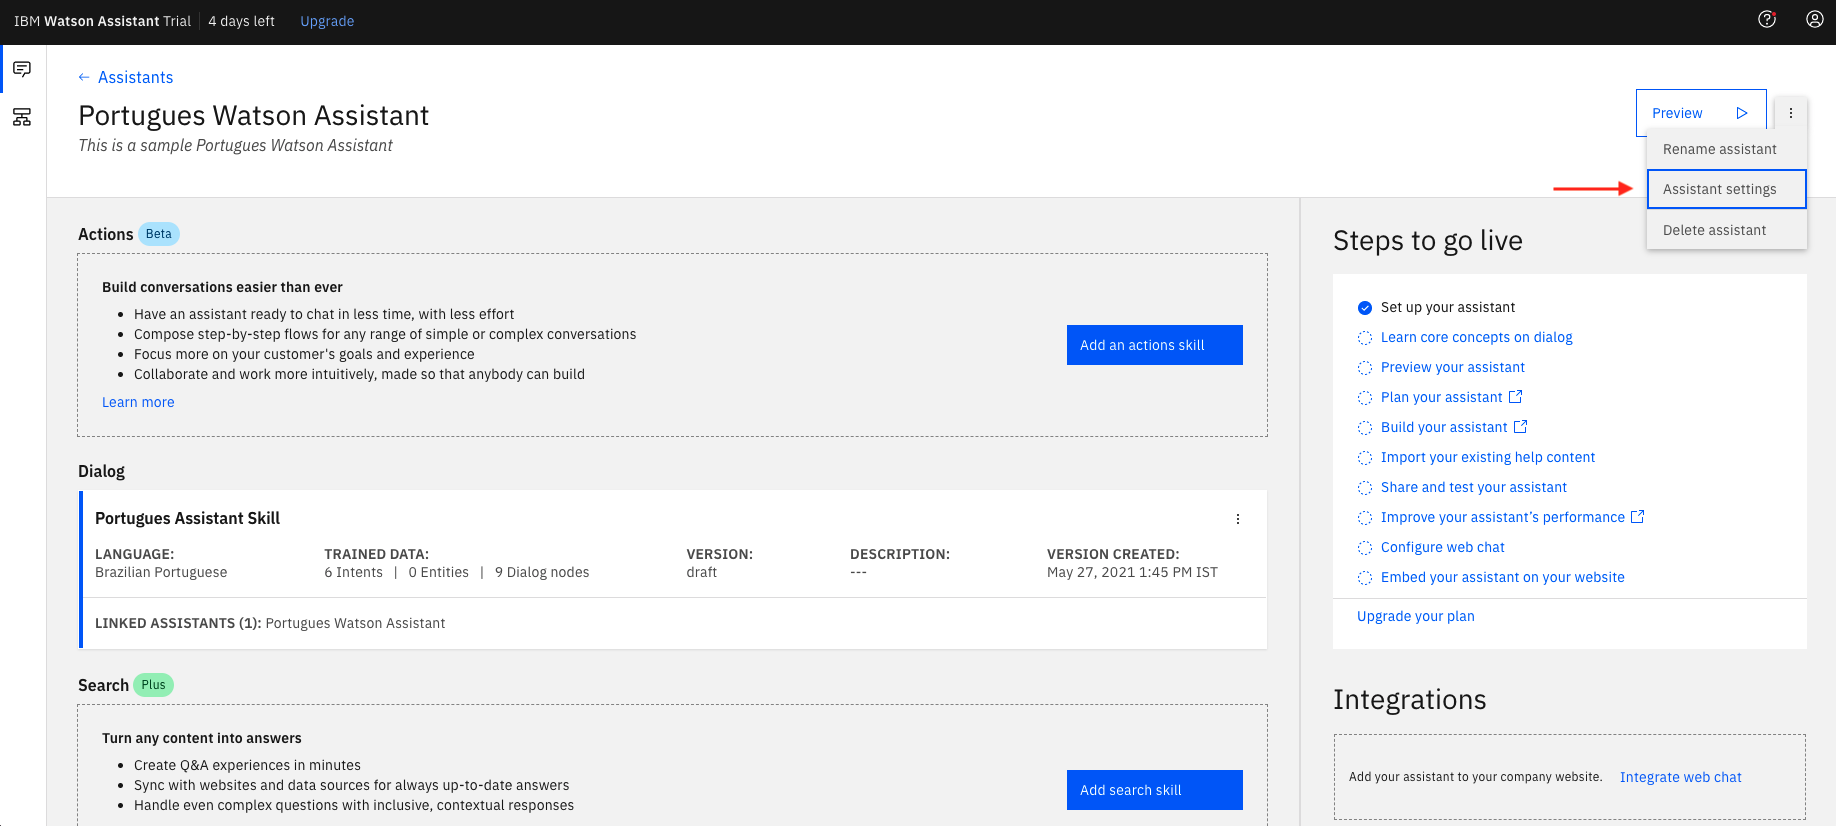 IBM Watson Assistant Trial 4 days left Upgrade
← Assistants
Portugues Watson Assistant
This is a sample Portugues Watson Assistant
Preview
Rename assistant
Assistant settings
Delete assistant
Actions Beta
Build conversations easier than ever
• Have an assistant ready to chat in less time, with less effort
• Compose step-by-step flows for any range of simple or complex conversations
• Focus more on your customer's goals and experience
• Collaborate and work more intuitively, made so that anybody can build
Learn more
Add an actions skill
Dialog
Portugues Assistant Skill
LANGUAGE: TRAINED DATA: VERSION: DESCRIPTION: VERSION CREATED:
Brazilian Portuguese 6 Intents | 0 Entities | 9 Dialog nodes draft --- May 27, 2021 1:45 PM IST
LINKED ASSISTANTS (1): Portugues Watson Assistant
Search Plus
Turn any content into answers
• Create Q&A experiences in minutes
• Sync with websites and data sources for always up-to-date answers
• Handle even complex questions with inclusive, contextual responses
Add search skill
Steps to go live
Set up your assistant
Learn core concepts on dialog
Preview your assistant
Plan your assistant
Build your assistant
Import your existing help content
Share and test your assistant
Improve your assistant's performance
Configure web chat
Embed your assistant on your website
Upgrade your plan
Integrations
Add your assistant to your company website. Integrate web chat